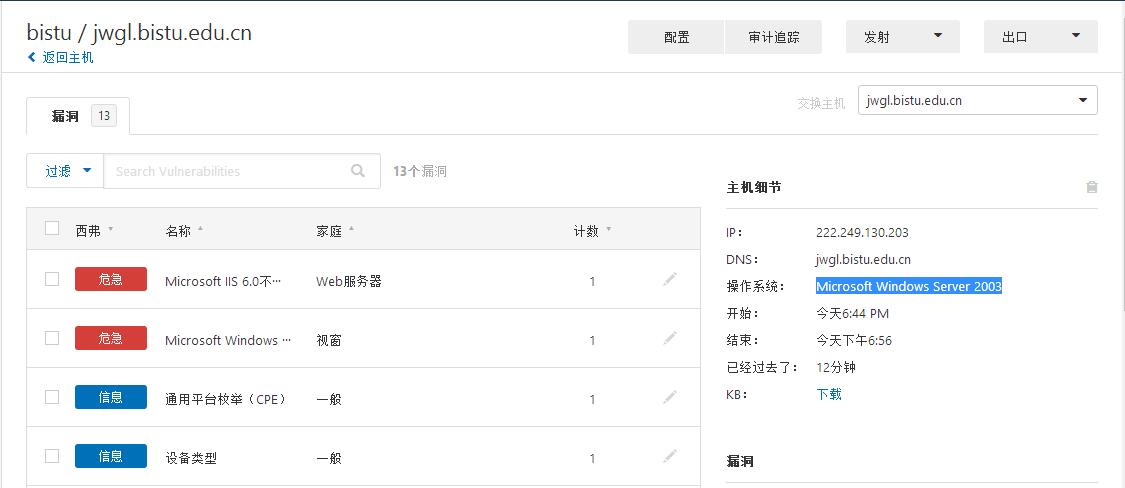 bistu / jwgl.bistu.edu.cn
返回主机
配置
审计追踪
发射
出口
交换主机
jwgl.bistu.edu.cn
漏洞 13
过滤
Search Vulnerabilities
13个漏洞
西弗 名称 家庭 计数
危急 Microsoft IIS 6.0不··· Web服务器 1
危急 Microsoft Windows ··· 视窗 1
信息 通用平台枚举（CPE） 一般 1
信息 设备类型 一般 1
主机细节
IP： 222.249.130.203
DNS： jwgl.bistu.edu.cn
操作系统： Microsoft Windows Server 2003
开始： 今天6:44 PM
结束： 今天下午6:56
已经过去了： 12分钟
KB： 下载
漏洞